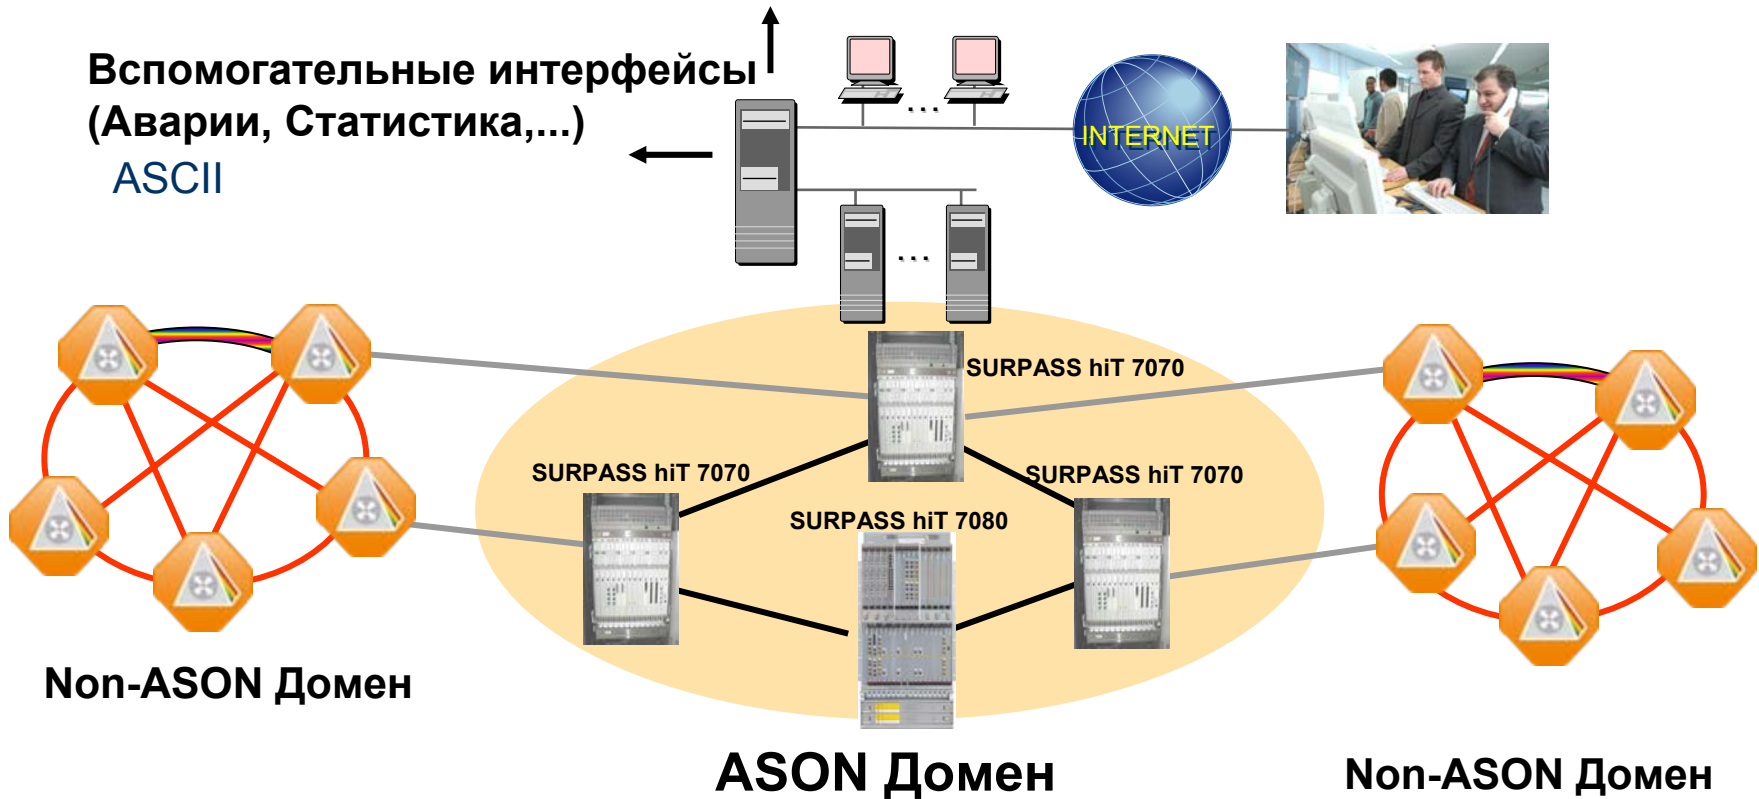 Вспомогательные интерфейсы
(Аварии, Статистика,...)
ASCII
...
INTERNET
...
SURPASS hiT 7070
SURPASS hiT 7070
SURPASS hiT 7070
SURPASS hiT 7080
Non-ASON Домен
ASON Домен
Non-ASON Домен